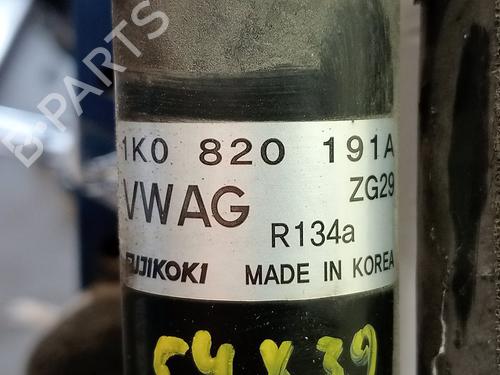 B-PARTS
1K0 820 191A
VWAG ZG29
R134a
FUJIKOKI MADE IN KOREA